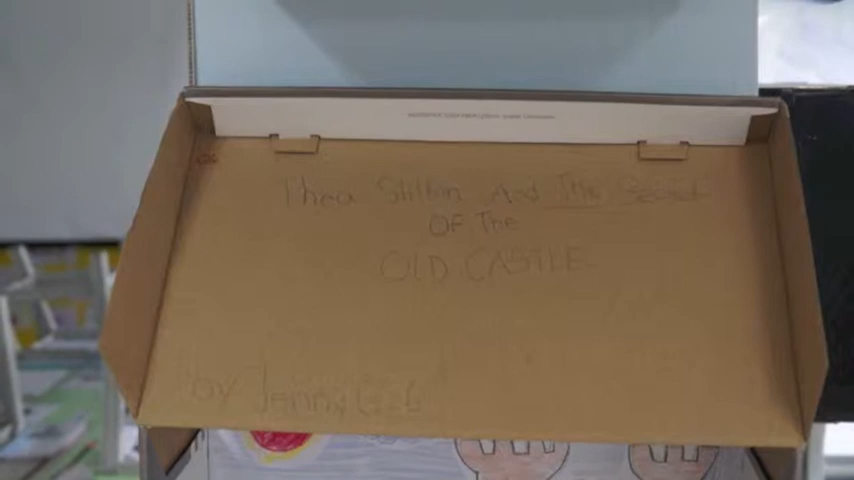 Thea Stilton And The Secret
OF The
OLD CASTLE
by Jenny